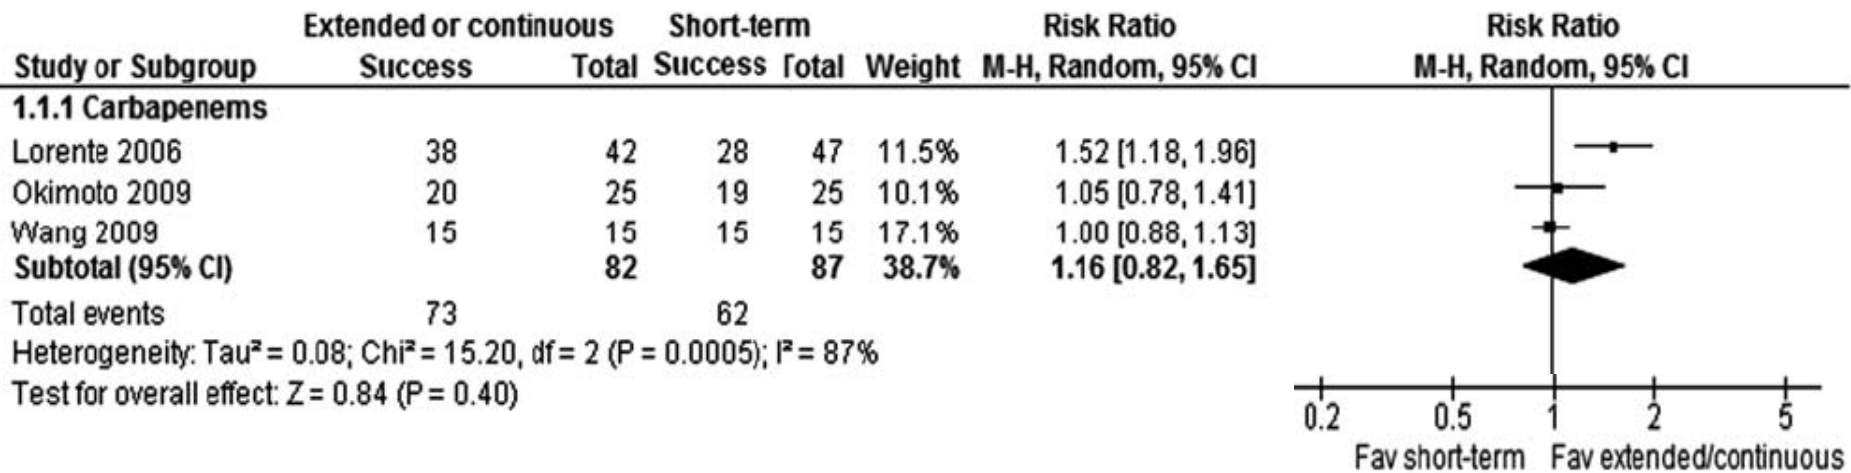 Extended or continuous Short-term Risk Ratio Risk Ratio
Study or Subgroup Success Total Success Total Weight M-H, Random, 95% CI M-H, Random, 95% CI
1.1.1 Carbapenems
Lorente 2006 38 42 28 47 11.5% 1.52 [1.18, 1.96]
Okimoto 2009 20 25 19 25 10.1% 1.05 [0.78, 1.41]
Wang 2009 15 15 15 15 17.1% 1.00 [0.88, 1.13]
Subtotal (95% CI) 82 87 38.7% 1.16 [0.82, 1.65]
Total events 73 62
Heterogeneity: Tau² = 0.08; Chi² = 15.20, df = 2 (P = 0.0005); I² = 87%
Test for overall effect: Z = 0.84 (P = 0.40)
0.2 0.5 1 2 5
Fav short-term Fav extended/continuous